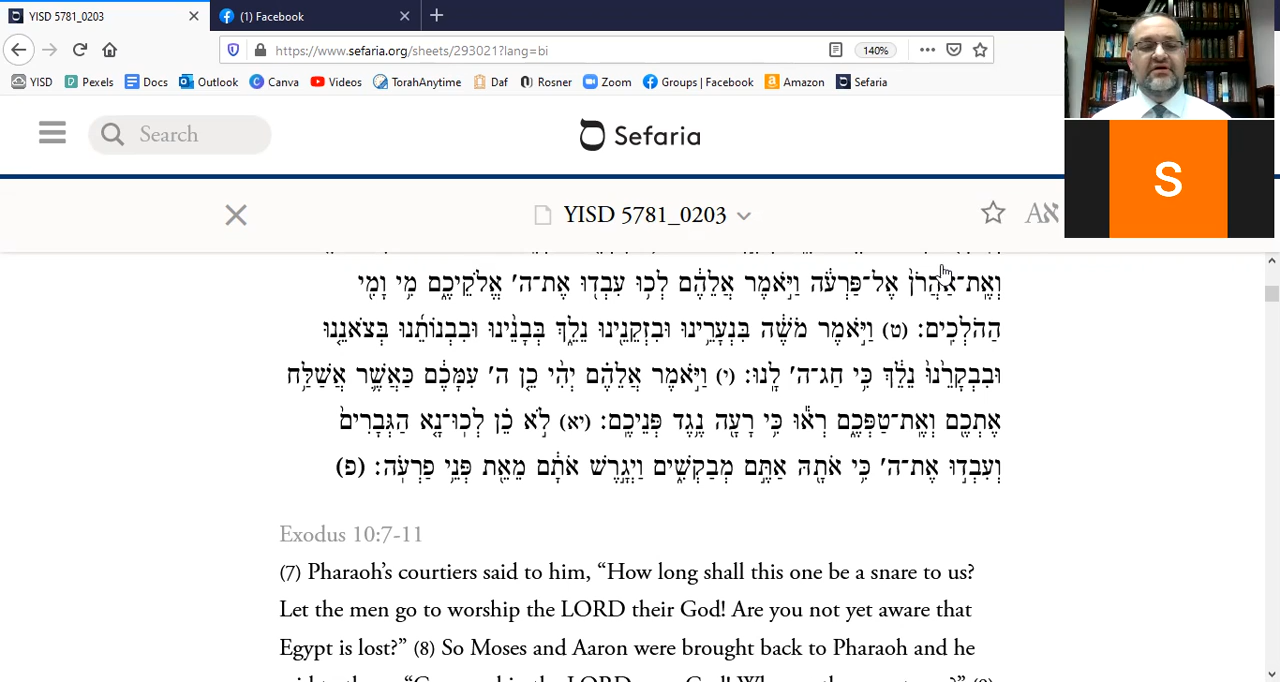 YISD 5781_0203
(1) Facebook
https://www.sefaria.org/sheets/293021?lang=bi
140%
YISD Pexels Docs Outlook Canva Videos TorahAnytime Daf Rosner Zoom Groups | Facebook Amazon Sefaria
Search
Sefaria
S
YISD 5781_0203
Aא
וְאֶֽת־אַהֲרֹן֙ אֶל־פַּרְעֹ֔ה וַיֹּ֣אמֶר אֲלֵהֶ֔ם לְכ֥וּ עִבְד֖וּ אֶת־ה' אֱלֹקֵיכֶ֑ם מִ֥י וָמִ֖י
הַהֹלְכִֽים׃ (ט) וַיֹּ֣אמֶר מֹשֶׁ֔ה בִּנְעָרֵ֥ינוּ וּבִזְקֵנֵ֖ינוּ נֵלֵ֑ךְ בְּבָנֵ֨ינוּ וּבִבְנוֹתֵ֜נוּ בְּצֹאנֵ֤נוּ
וּבִבְקָרֵ֙נוּ֙ נֵלֵ֔ךְ כִּ֥י חַג־ה' לָֽנוּ׃ (י) וַיֹּ֣אמֶר אֲלֵהֶ֗ם יְהִ֨י כֵ֤ן ה' עִמָּכֶ֔ם כַּאֲשֶׁ֛ר אֲשַׁלַּ֥ח
אֶתְכֶ֖ם וְאֶֽת־טַפְּכֶ֑ם רְא֕וּ כִּ֥י רָעָ֖ה נֶ֥גֶד פְּנֵיכֶֽם׃ (יא) לֹ֣א כֵ֗ן לְכֽוּ־נָ֤א הַגְּבָרִים֙
וְעִבְד֣וּ אֶת־ה' כִּ֥י אֹתָ֖הּ אַתֶּ֣ם מְבַקְשִׁ֑ים וַיְגָ֣רֶשׁ אֹתָ֔ם מֵאֵ֖ת פְּנֵ֥י פַרְעֹֽה׃ (פ)
Exodus 10:7-11
(7) Pharaoh’s courtiers said to him, “How long shall this one be a snare to us?
Let the men go to worship the LORD their God! Are you not yet aware that
Egypt is lost?” (8) So Moses and Aaron were brought back to Pharaoh and he